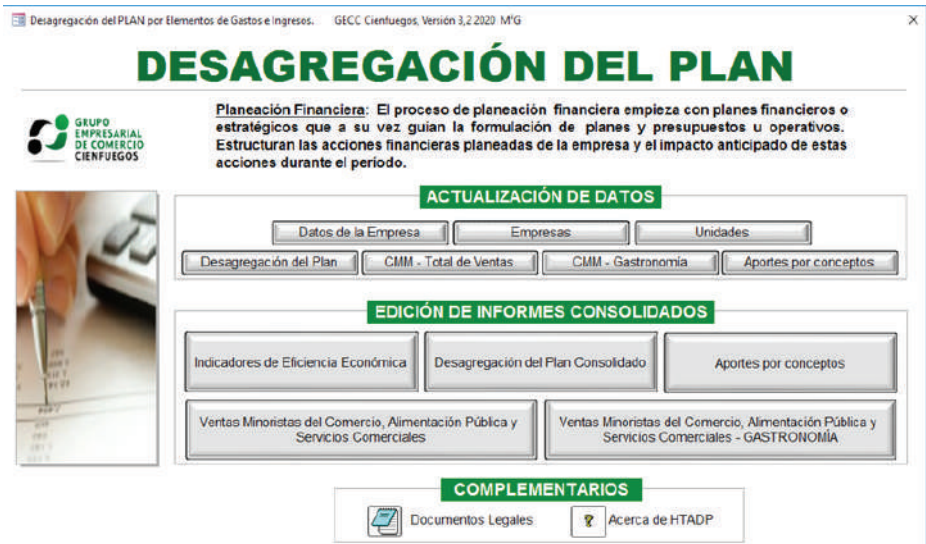 Desagregación del PLAN por Elementos de Gastos e Ingresos. GECC Cienfuegos, Versión 3,2 2020 MºG
DESAGREGACIÓN DEL PLAN
GRUPO
EMPRESARIAL
DE COMERCIO
CIENFUEGOS
Planeación Financiera: El proceso de planeación financiera empieza con planes financieros o
estratégicos que a su vez guian la formulación de planes y presupuestos u operativos.
Estructuran las acciones financieras planeadas de la empresa y el impacto anticipado de estas
acciones durante el período.
ACTUALIZACIÓN DE DATOS
Datos de la Empresa
Empresas
Unidades
Desagregación del Plan
CMM - Total de Ventas
CMM - Gastronomía
Aportes por conceptos
EDICIÓN DE INFORMES CONSOLIDADOS
Indicadores de Eficiencia Económica
Desagregación del Plan Consolidado
Aportes por conceptos
Ventas Minoristas del Comercio, Alimentación Pública y
Servicios Comerciales
Ventas Minoristas del Comercio, Alimentación Pública y
Servicios Comerciales - GASTRONOMÍA
COMPLEMENTARIOS
Documentos Legales
? Acerca de HTADP